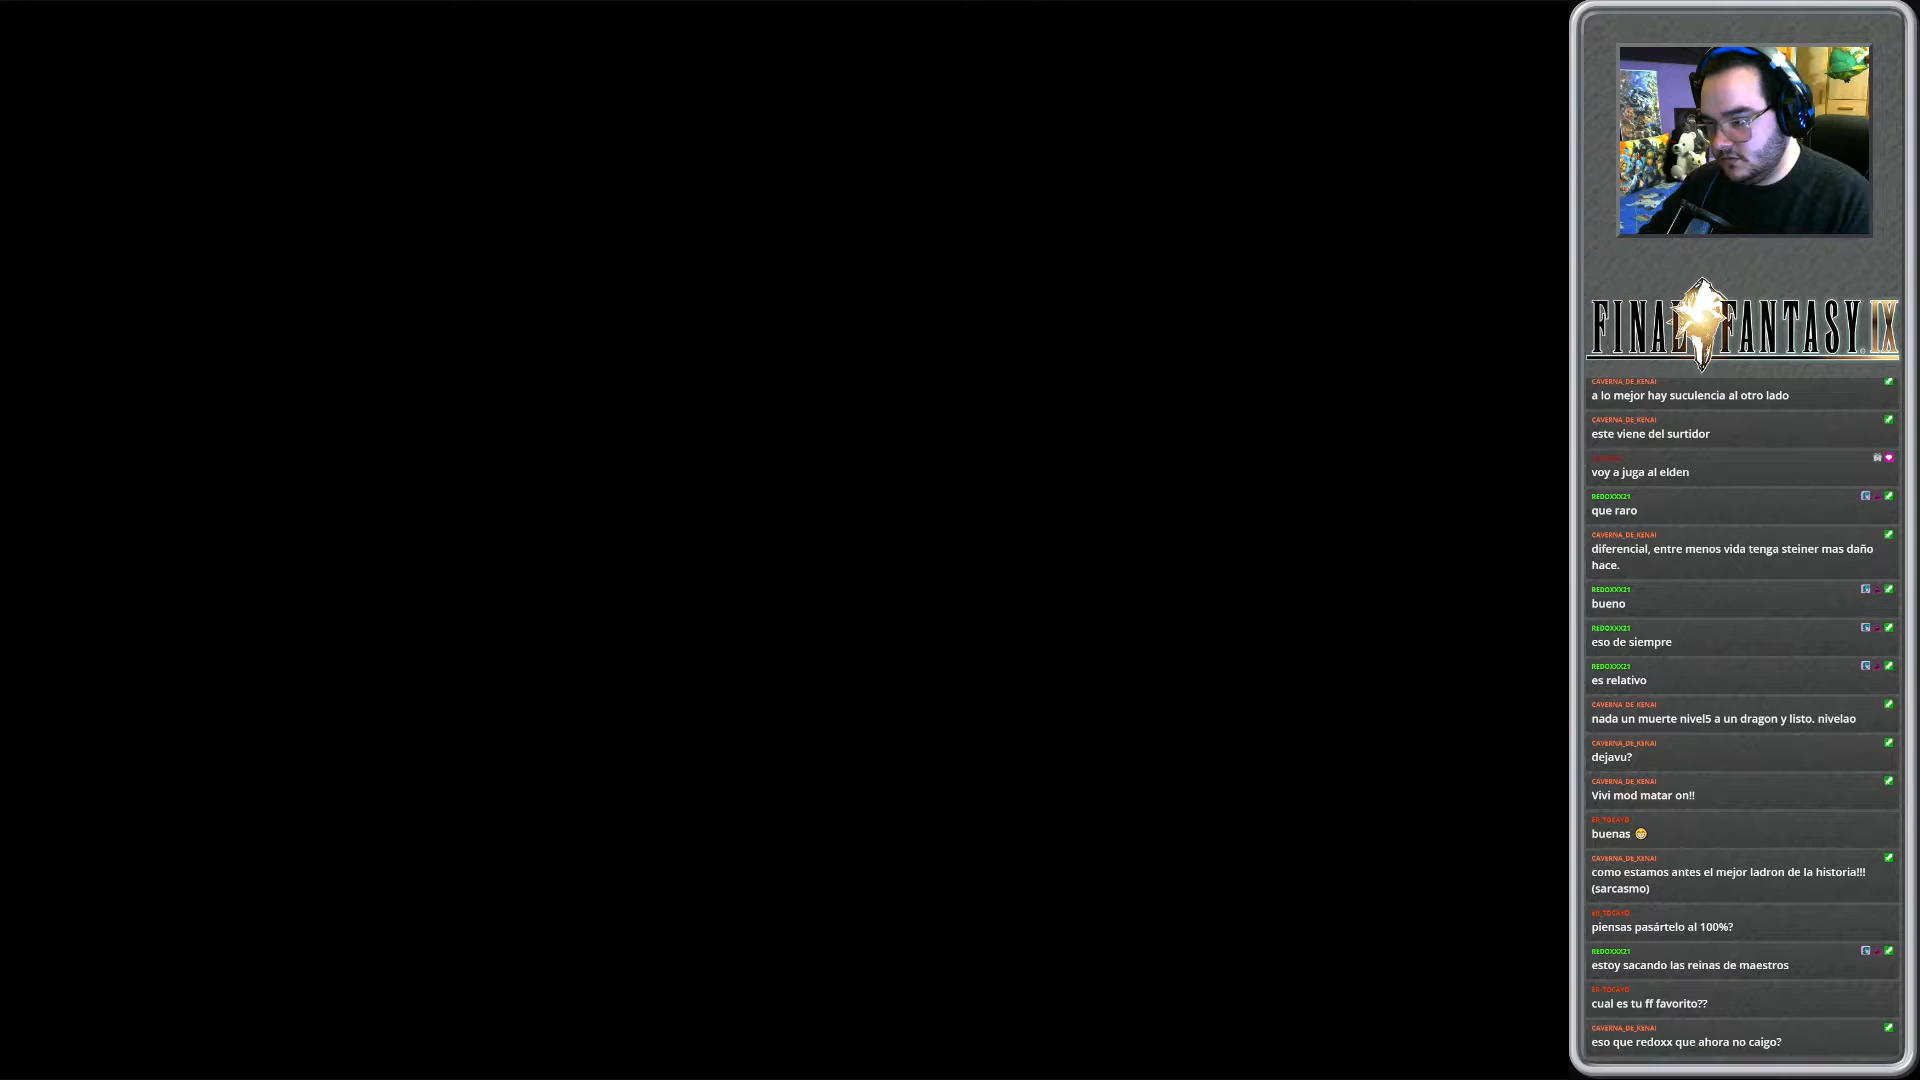 FINAL FANTASY IX
CAVERNA_DE_KENAI
a lo mejor hay suculencia al otro lado
CAVERNA_DE_KENAI
este viene del surtidor
voy a juga al elden
REDOXXX21
que raro
CAVERNA_DE_KENAI
diferencial, entre menos vida tenga steiner mas daño
hace.
REDOXXX21
bueno
REDOXXX21
eso de siempre
REDOXXX21
es relativo
CAVERNA_DE_KENAI
nada un muerte nivel5 a un dragon y listo. nivelao
CAVERNA_DE_KENAI
dejavu?
CAVERNA_DE_KENAI
Vivi mod matar on!!
ER_TOCAYO
buenas 😁
CAVERNA_DE_KENAI
como estamos antes el mejor ladron de la historia!!!
(sarcasmo)
ER_TOCAYO
piensas pasártelo al 100%?
REDOXXX21
estoy sacando las reinas de maestros
ER_TOCAYO
cual es tu ff favorito??
CAVERNA_DE_KENAI
eso que redoxx que ahora no caigo?